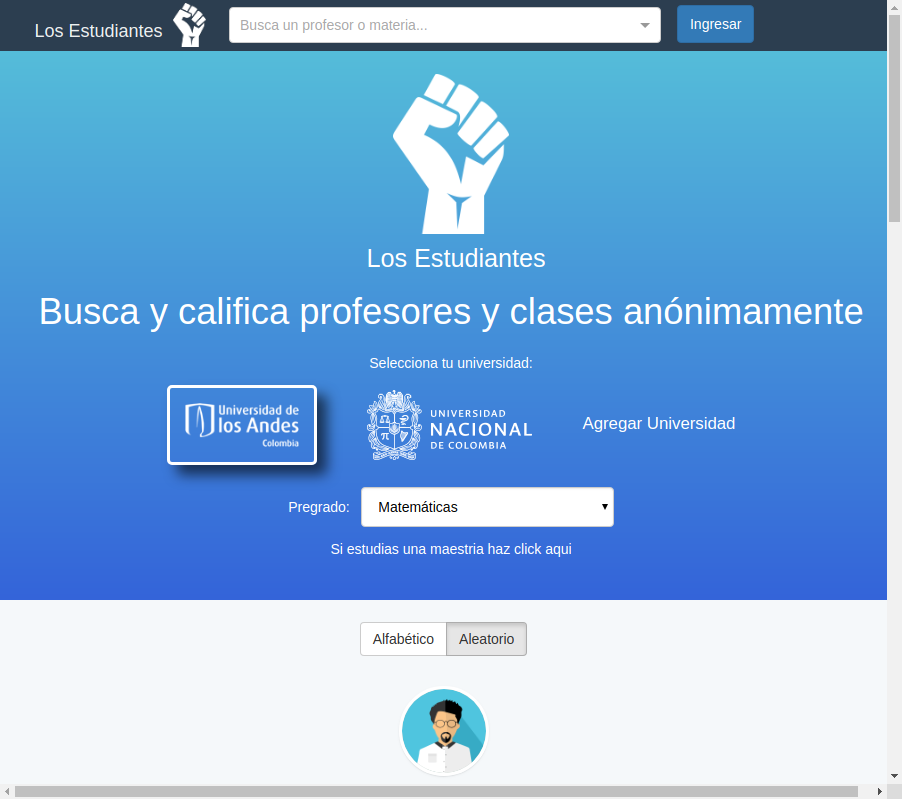 Los Estudiantes
Busca un profesor o materia...
Ingresar
Los Estudiantes
Busca y califica profesores y clases anónimamente
Selecciona tu universidad:
Universidad de
los Andes
Colombia
UNIVERSIDAD
NACIONAL
DE COLOMBIA
Agregar Universidad
Pregrado:
Matemáticas
Si estudias una maestria haz click aqui
Alfabético
Aleatorio